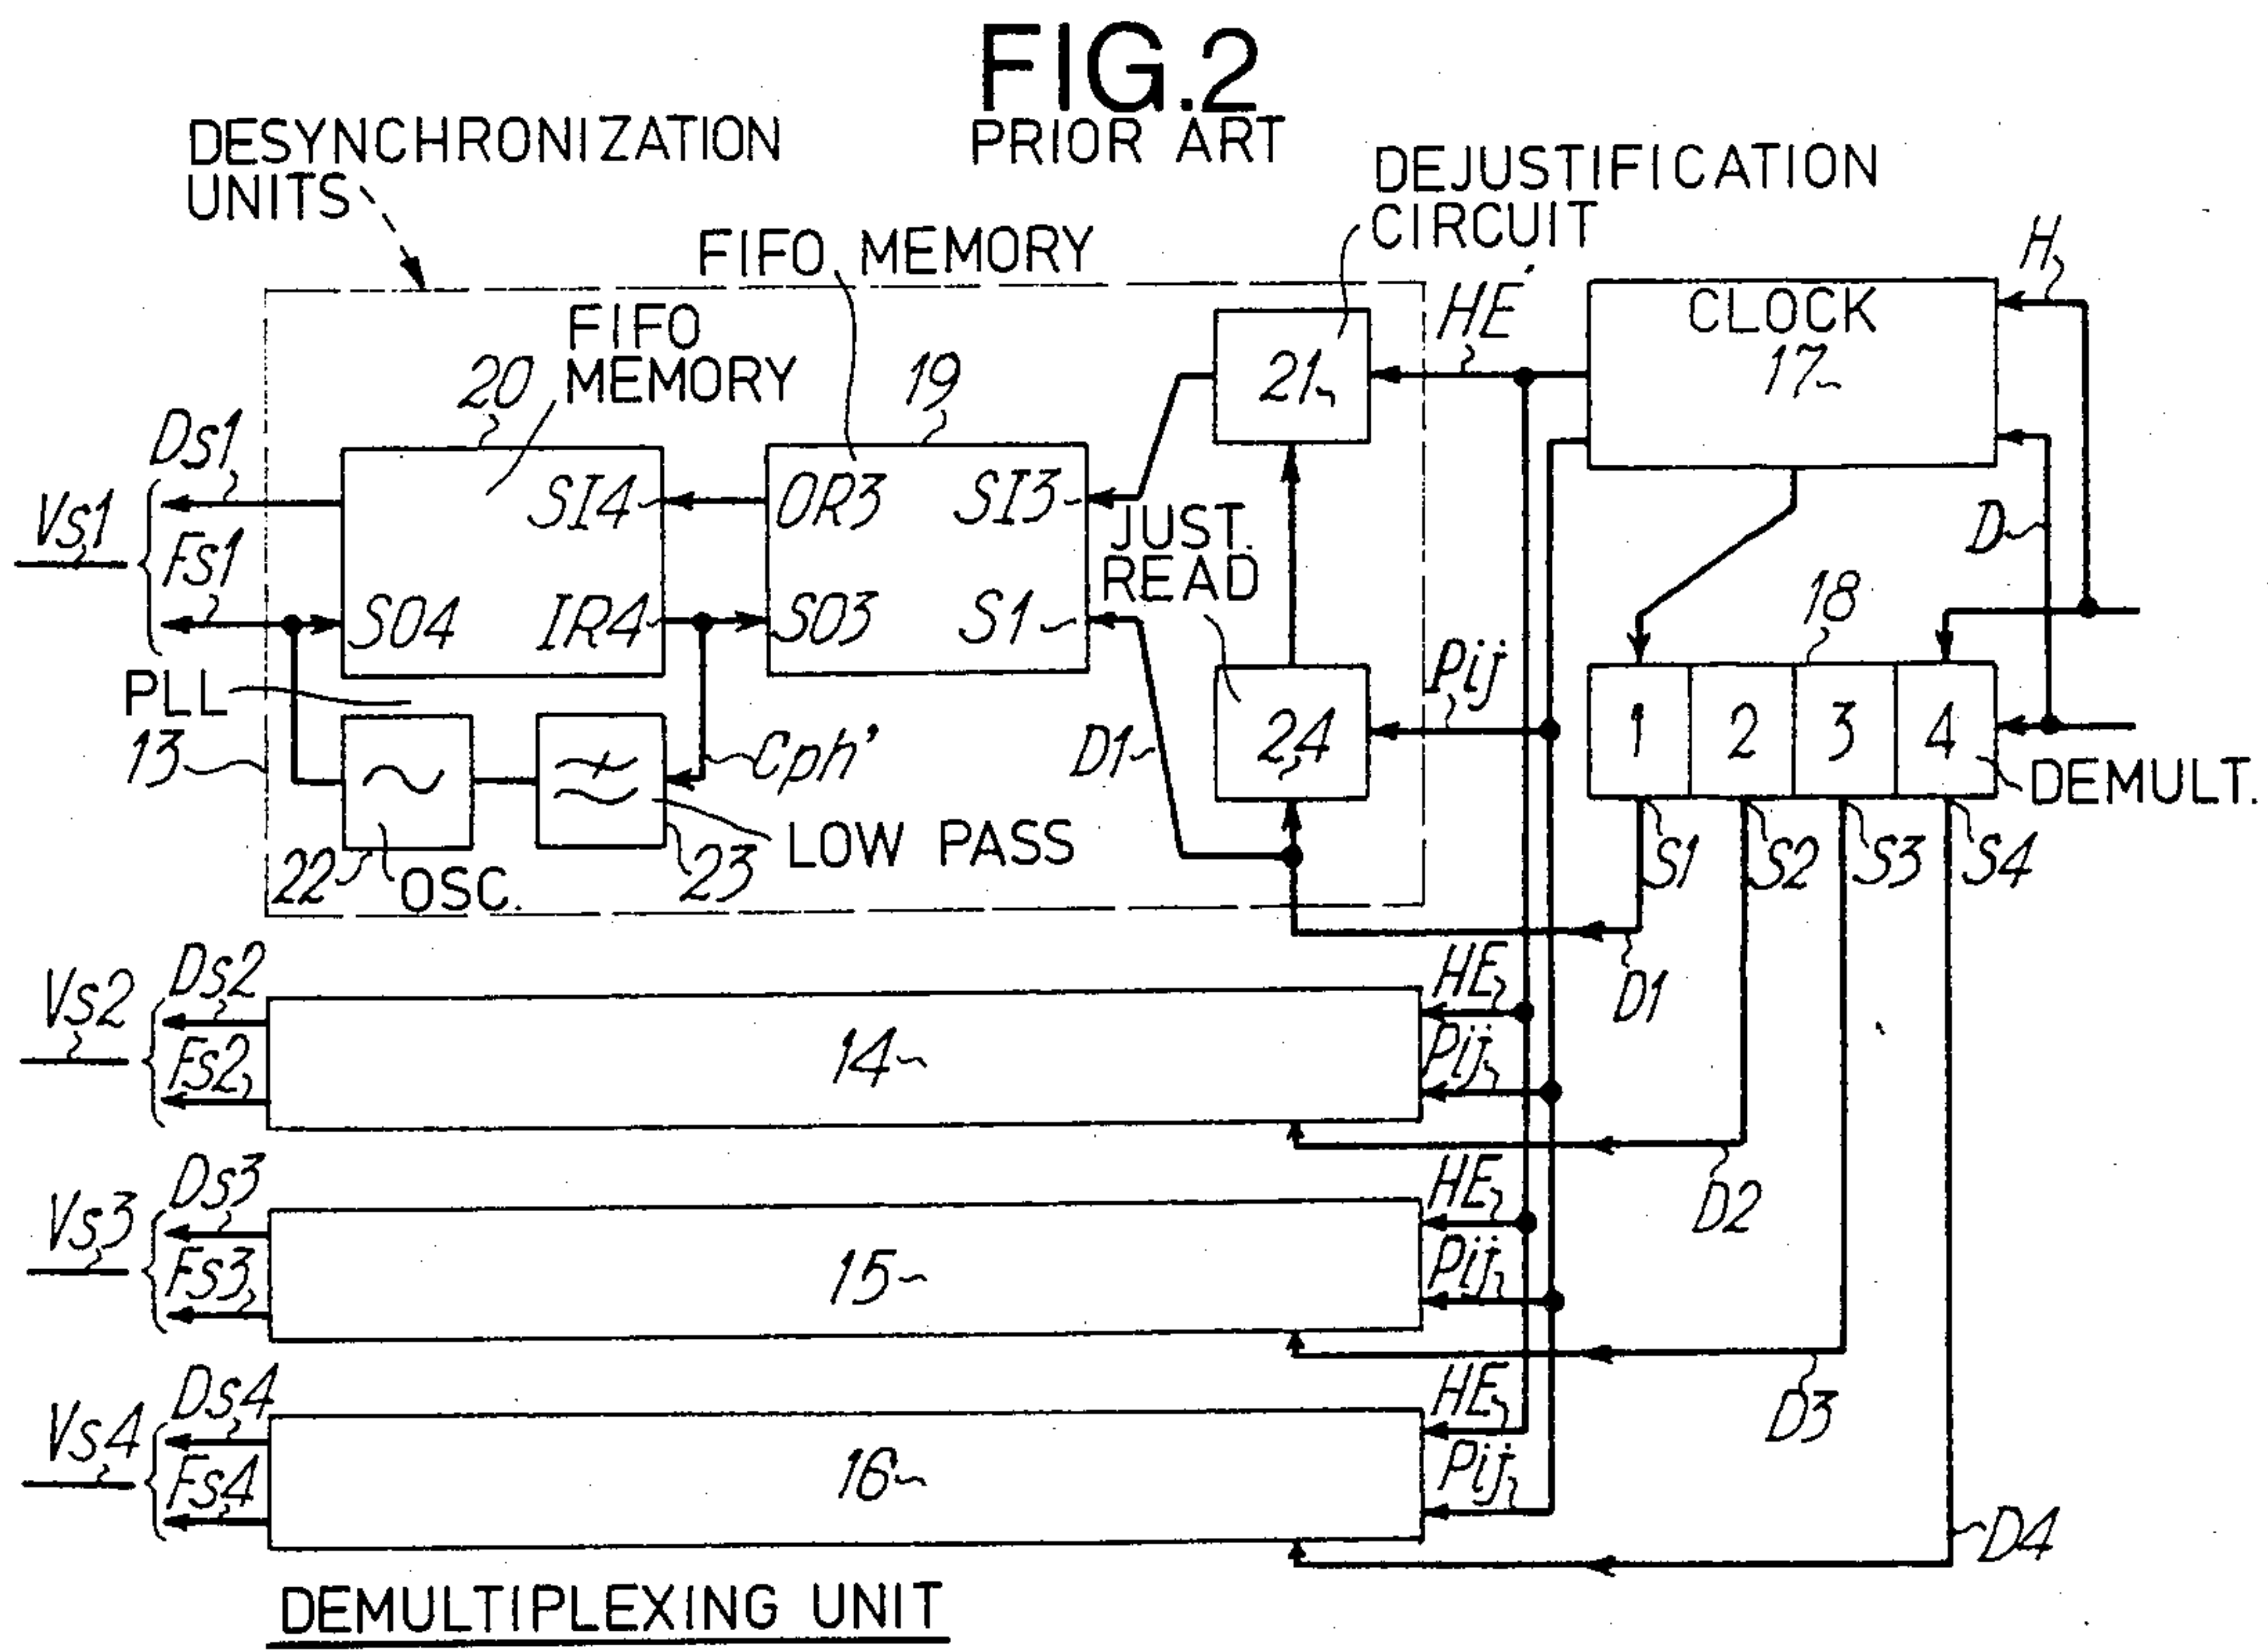 FIG.2
PRIOR ART
DESYNCHRONIZATION
UNITS
DEJUSTIFICATION
CIRCUIT
FIFO MEMORY
FIFO
MEMORY
HE
CLOCK
17
H
21
20
19
Ds1
Vs1
Fs1
SI4
OR3
SI3
JUST.
READ
D
SO4
IR4
SO3
S1
18
PLL
13
Cph'
D1
24
Pij
1
2
3
4
DEMULT.
22
OSC.
23
LOW PASS
S1
S2
S3
S4
D1
Vs2
Ds2
Fs2
14
HE
Pij
D2
Vs3
Ds3
Fs3
15
HE
Pij
D3
Vs4
Ds4
Fs4
16
HE
Pij
D4
DEMULTIPLEXING UNIT